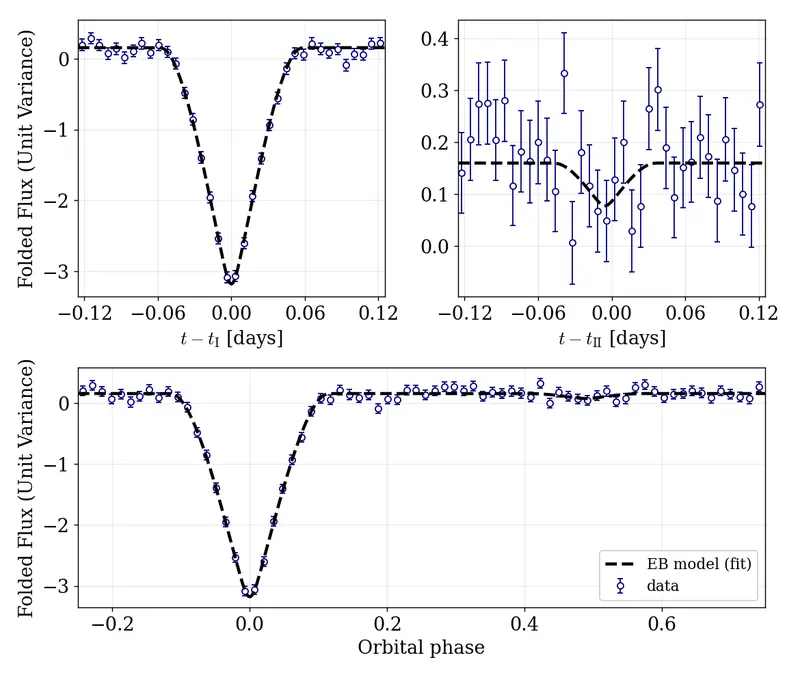 Folded Flux (Unit Variance)
0
−1
−2
−3
−0.12 −0.06 0.00 0.06 0.12
t − tI [days]
0.4
0.3
0.2
0.1
0.0
−0.12 −0.06 0.00 0.06 0.12
t − tII [days]
Folded Flux (Unit Variance)
0
−1
−2
−3
EB model (fit)
data
−0.2 0.0 0.2 0.4 0.6
Orbital phase